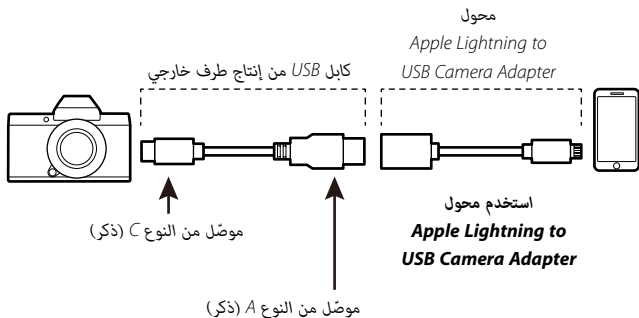 محول
Apple Lightning to
USB Camera Adapter
كابل USB من إنتاج طرف خارجي
استخدم محول
Apple Lightning to
USB Camera Adapter
موصّل من النوع C (ذكر)
موصّل من النوع A (ذكر)